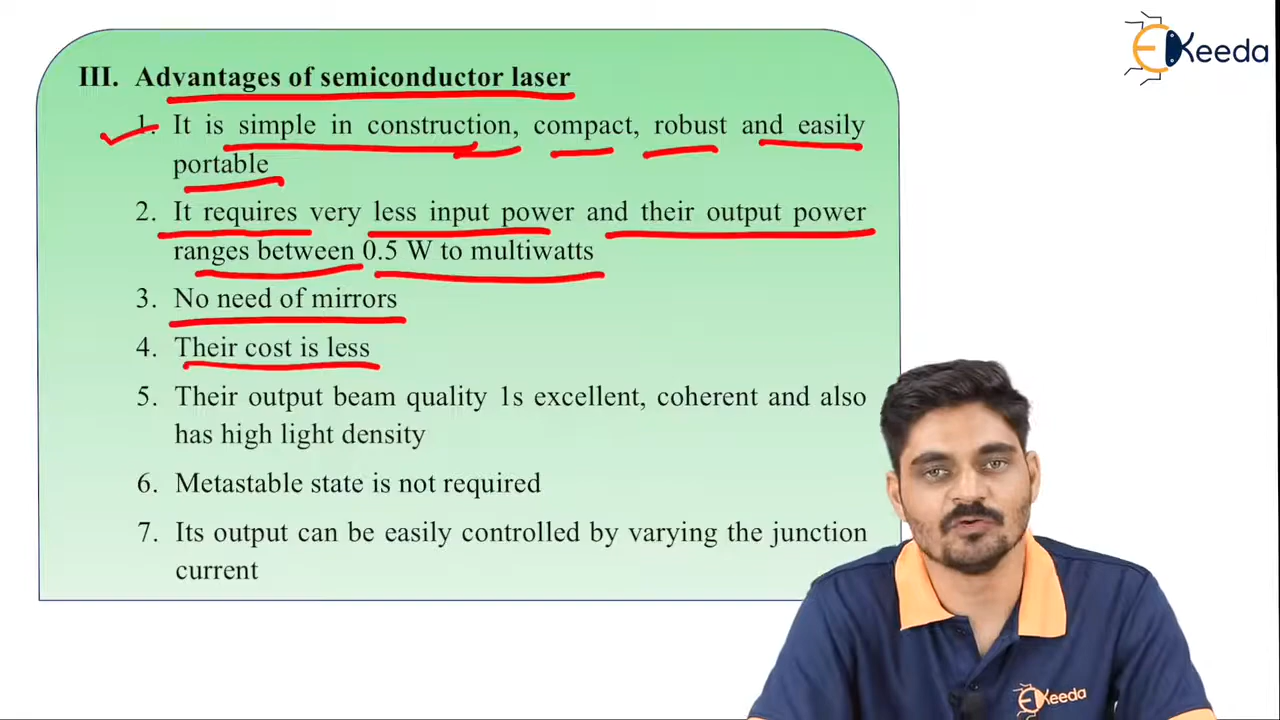 EKeeda
III. Advantages of semiconductor laser
1. It is simple in construction, compact, robust and easily
portable
2. It requires very less input power and their output power
ranges between 0.5 W to multiwatts
3. No need of mirrors
4. Their cost is less
5. Their output beam quality 1s excellent, coherent and also
has high light density
6. Metastable state is not required
7. Its output can be easily controlled by varying the junction
current
EKeeda